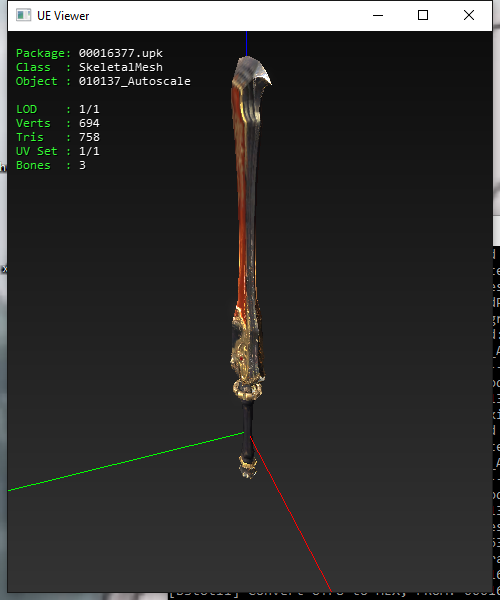 UE Viewer
Package: 00016377.upk
Class : SkeletalMesh
Object : 010137_Autoscale
LOD : 1/1
Verts : 694
Tris : 758
UV Set : 1/1
Bones : 3